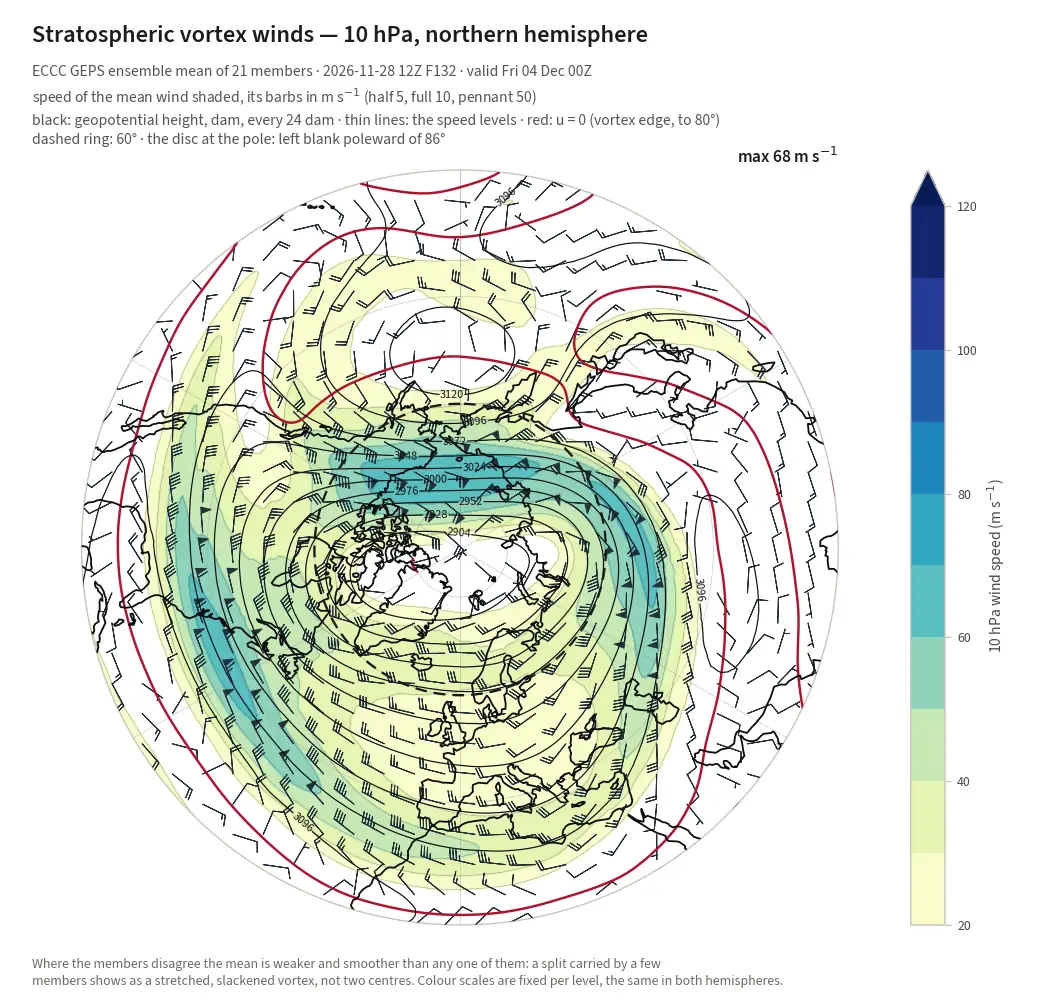 Stratospheric vortex winds — 10 hPa, northern hemisphere
ECCC GEPS ensemble mean of 21 members · 2026-11-28 12Z F132 · valid Fri 04 Dec 00Z
speed of the mean wind shaded, its barbs in m s⁻¹ (half 5, full 10, pennant 50)
black: geopotential height, dam, every 24 dam · thin lines: the speed levels · red: u = 0 (vortex edge, to 80°)
dashed ring: 60° · the disc at the pole: left blank poleward of 86°
max 68 m s⁻¹
3096
3120
3096
3072
3048
3024
3000
2976
2952
2928
2904
3096
3096
120
100
80
60
40
20
10 hPa wind speed (m s⁻¹)
Where the members disagree the mean is weaker and smoother than any one of them: a split carried by a few
members shows as a stretched, slackened vortex, not two centres. Colour scales are fixed per level, the same in both hemispheres.